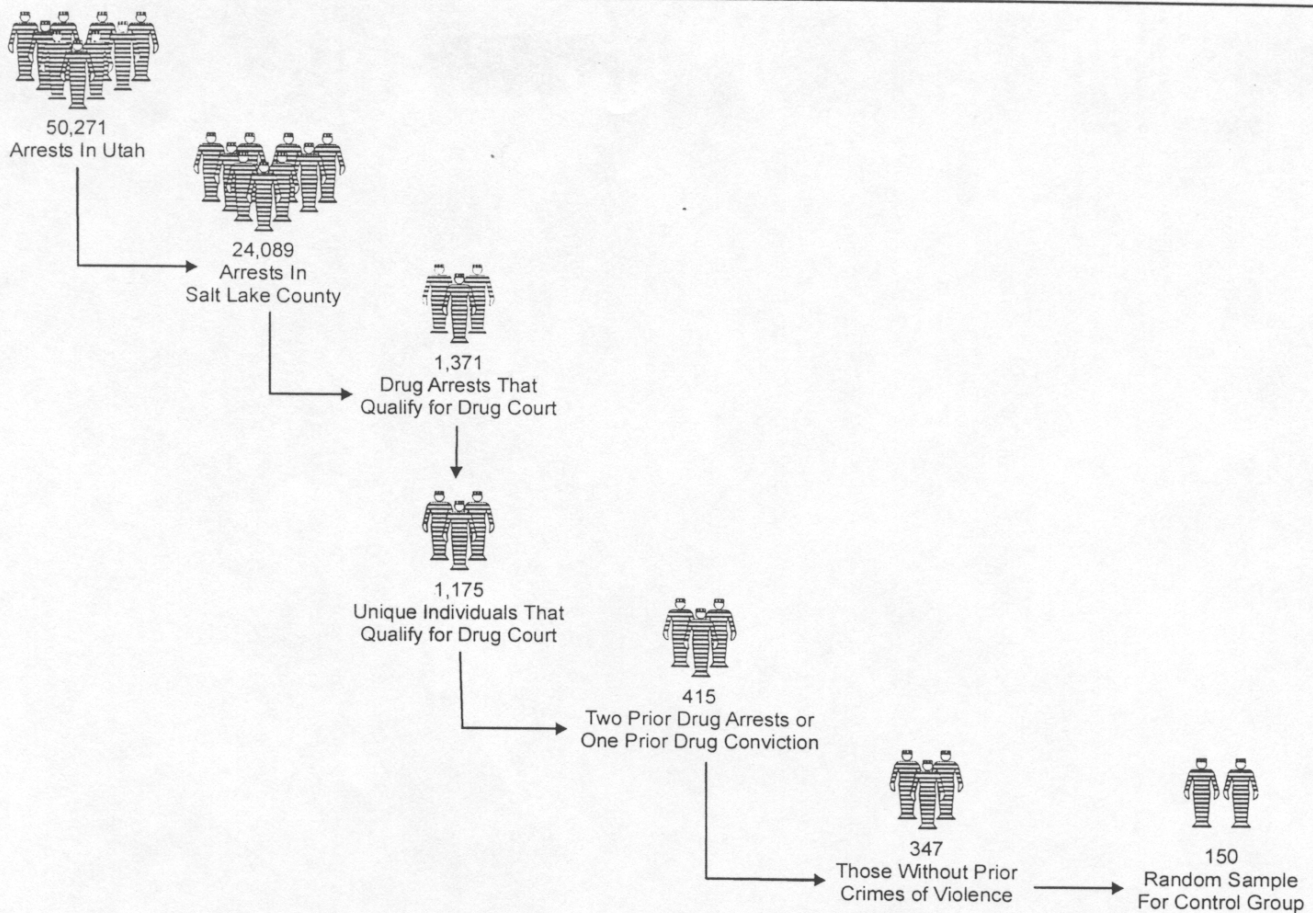 50,271
Arrests In Utah
24,089
Arrests In
Salt Lake County
1,371
Drug Arrests That
Qualify for Drug Court
1,175
Unique Individuals That
Qualify for Drug Court
415
Two Prior Drug Arrests or
One Prior Drug Conviction
347
Those Without Prior
Crimes of Violence
150
Random Sample
For Control Group